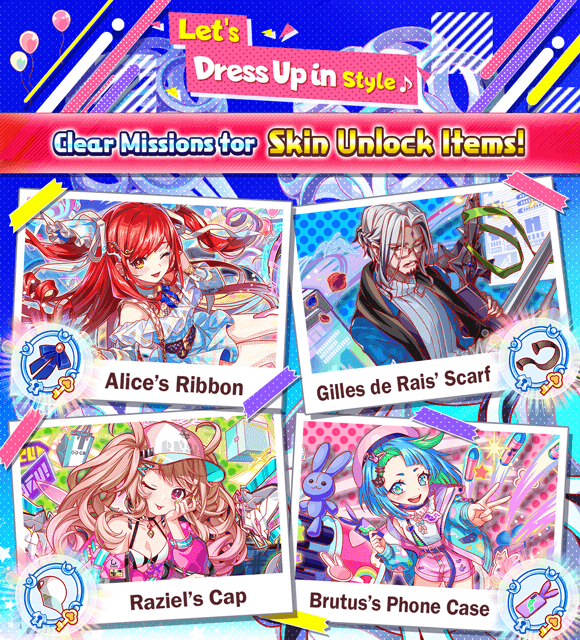 Let's
Dress Up in Style♪
Clear Missions for Skin Unlock Items!
Alice's Ribbon
Gilles de Rais' Scarf
Raziel's Cap
Brutus's Phone Case